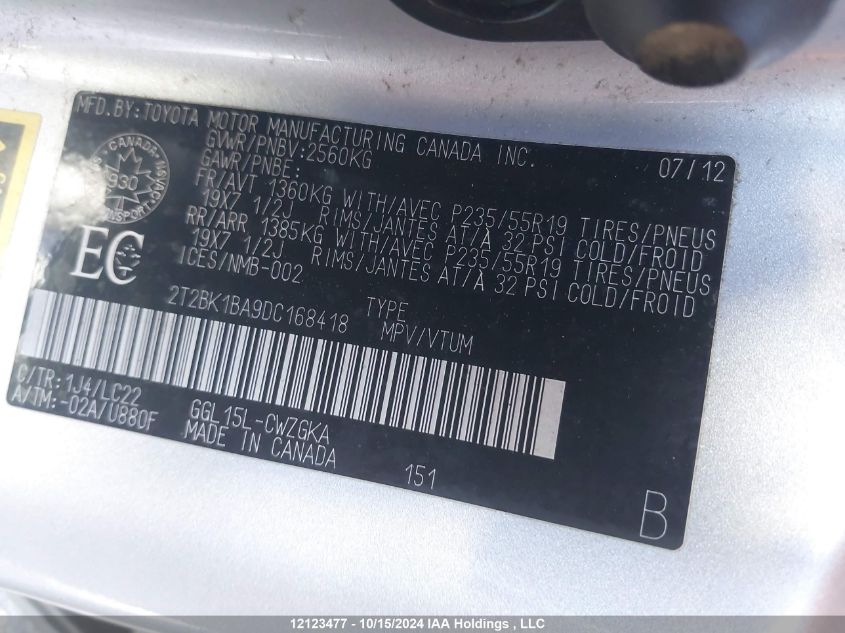 MFD.BY:TOYOTA MOTOR MANUFACTURING CANADA INC. 07/12
GVWR/PNBV:2560KG
GAWR/PNBE:
FR/AVT 1360KG WITH/AVEC P235/55R19 TIRES/PNEUS
19X7 1/2J RIMS/JANTES AT/À 32 PSI COLD/FROID
RR/ARR 1385KG WITH/AVEC P235/55R19 TIRES/PNEUS
19X7 1/2J RIMS/JANTES AT/À 32 PSI COLD/FROID
ICES/NMB-002
CANADA
930
TRANSPORT
EC
2T2BK1BA9DC168418 TYPE
MPV/VTUM
C/TR:1J4/LC22
A/TM:-02A/U880F
GGL15L-CWZGKA
MADE IN CANADA
151
B
12123477 - 10/15/2024 IAA Holdings , LLC